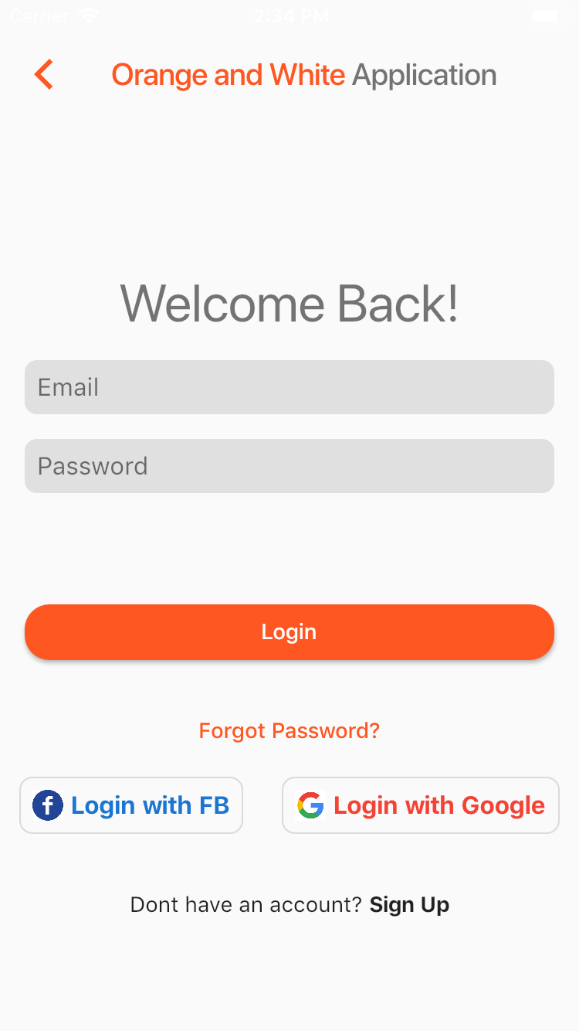 Carrier 2:34 PM
Orange and White Application
Welcome Back!
Email
Password
Login
Forgot Password?
Login with FB
Login with Google
Dont have an account? Sign Up